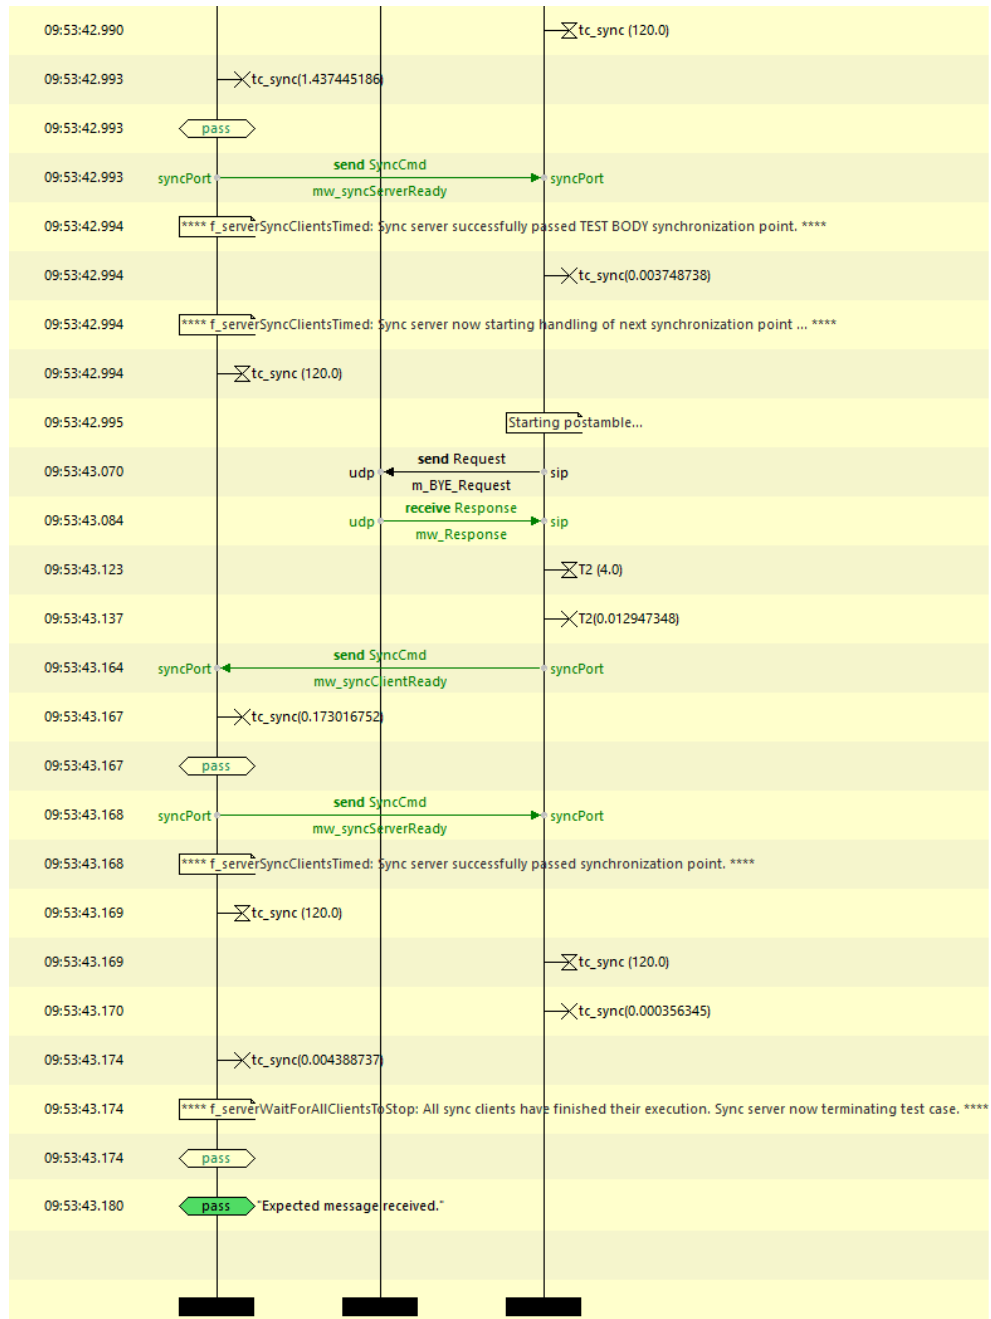 09:53:42.990 tc_sync (120.0)
09:53:42.993 tc_sync(1.437445186)
09:53:42.993 pass
send SyncCmd
09:53:42.993 syncPort syncPort
mw_syncServerReady
09:53:42.994 **** f_serverSyncClientsTimed: Sync server successfully passed TEST BODY synchronization point. ****
09:53:42.994 tc_sync(0.003748738)
09:53:42.994 **** f_serverSyncClientsTimed: Sync server now starting handling of next synchronization point ... ****
09:53:42.994 tc_sync (120.0)
09:53:42.995 Starting postamble...
send Request
09:53:43.070 udp sip
m_BYE_Request
receive Response
09:53:43.084 udp sip
mw_Response
09:53:43.123 T2 (4.0)
09:53:43.137 T2(0.012947348)
send SyncCmd
09:53:43.164 syncPort syncPort
mw_syncClientReady
09:53:43.167 tc_sync(0.173016752)
09:53:43.167 pass
send SyncCmd
09:53:43.168 syncPort syncPort
mw_syncServerReady
09:53:43.168 **** f_serverSyncClientsTimed: Sync server successfully passed synchronization point. ****
09:53:43.169 tc_sync (120.0)
09:53:43.169 tc_sync (120.0)
09:53:43.170 tc_sync(0.000356345)
09:53:43.174 tc_sync(0.004388737)
09:53:43.174 **** f_serverWaitForAllClientsToStop: All sync clients have finished their execution. Sync server now terminating test case. ****
09:53:43.174 pass
09:53:43.180 pass "Expected message received."